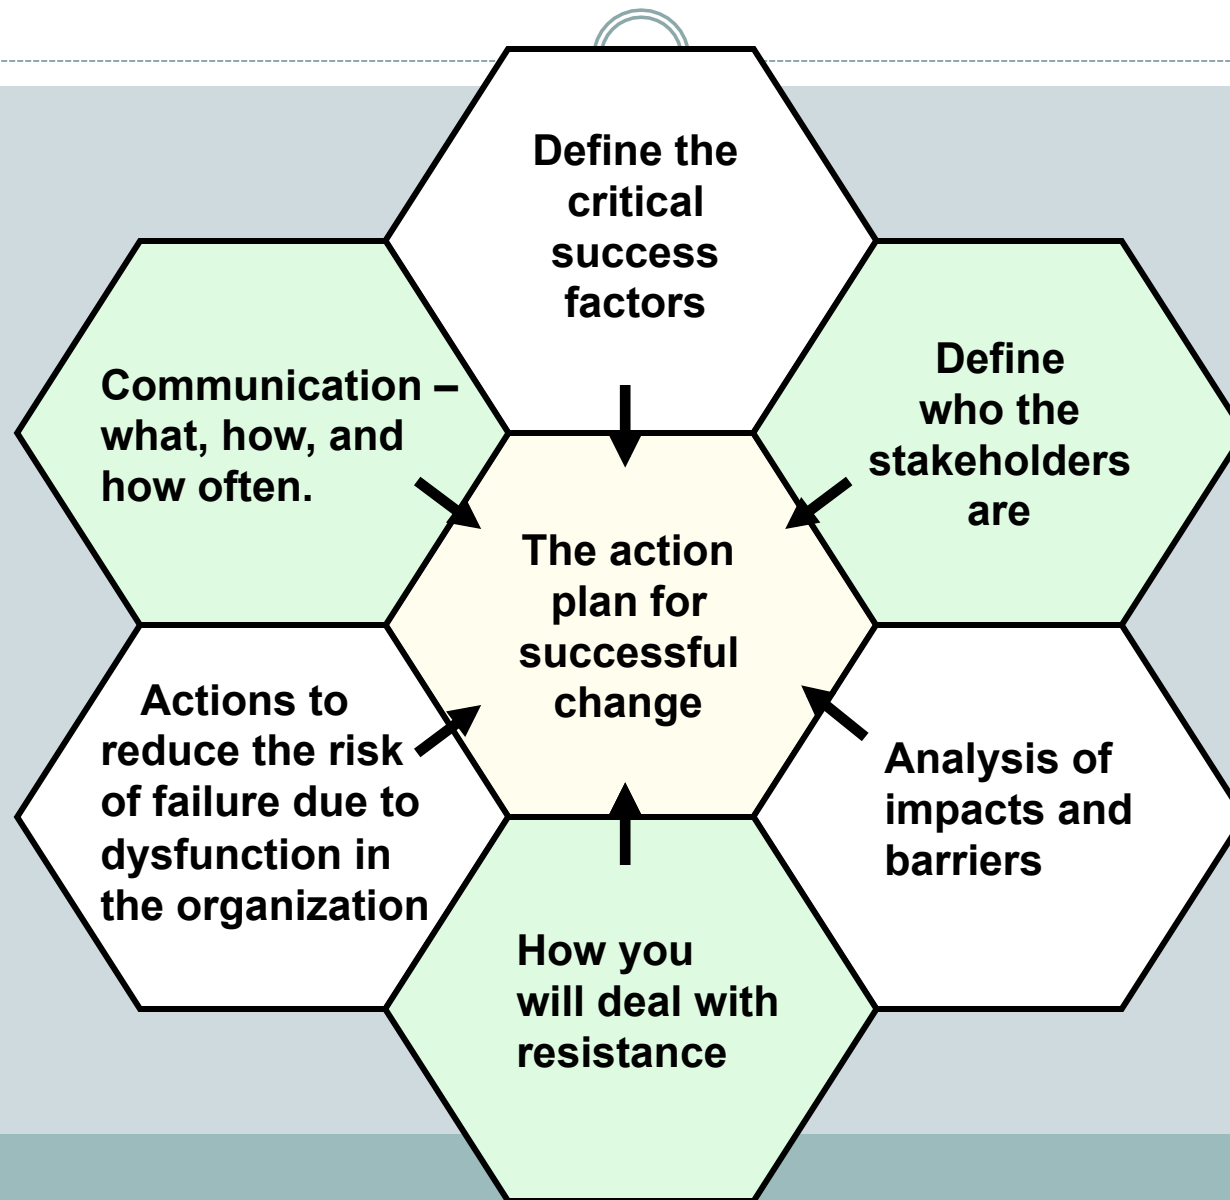 Define the
critical
success
factors
Define
who the
stakeholders
are
Communication –
what, how, and
how often.
The action
plan for
successful
change
Actions to
reduce the risk
of failure due to
dysfunction in
the organization
Analysis of
impacts and
barriers
How you
will deal with
resistance